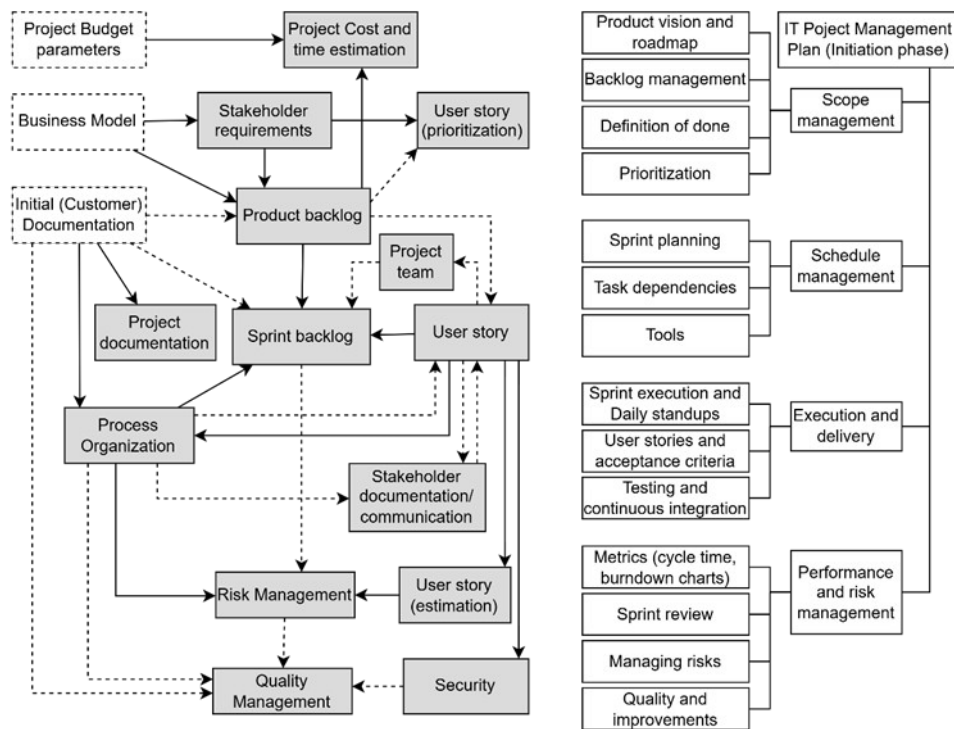 Project Budget
parameters
Project Cost and
time estimation
Business Model
Stakeholder
requirements
User story
(prioritization)
Initial (Customer)
Documentation
Product backlog
Project
team
Project
documentation
Sprint backlog
User story
Process
Organization
Stakeholder
documentation/
communication
Risk Management
User story
(estimation)
Quality
Management
Security
Product vision and
roadmap
Backlog management
Definition of done
Prioritization
IT Poject Management
Plan (Initiation phase)
Scope
management
Sprint planning
Task dependencies
Tools
Schedule
management
Sprint execution and
Daily standups
User stories and
acceptance criteria
Testing and
continuous integration
Execution and
delivery
Metrics (cycle time,
burndown charts)
Sprint review
Managing risks
Quality and
improvements
Performance
and risk
management